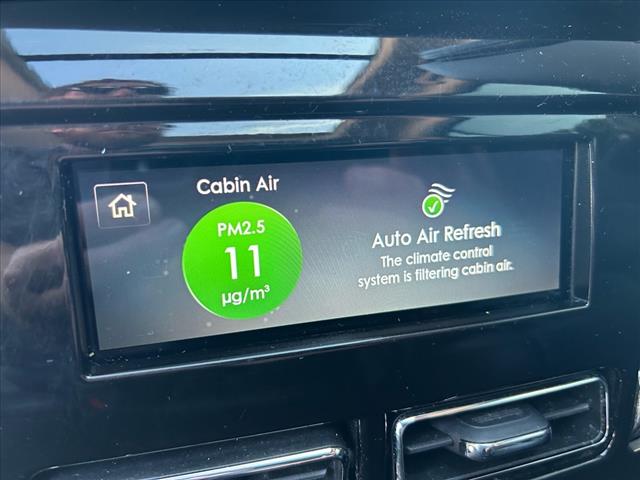 Cabin Air
PM2.5
11
µg/m³
Auto Air Refresh
The climate control
system is filtering cabin air.